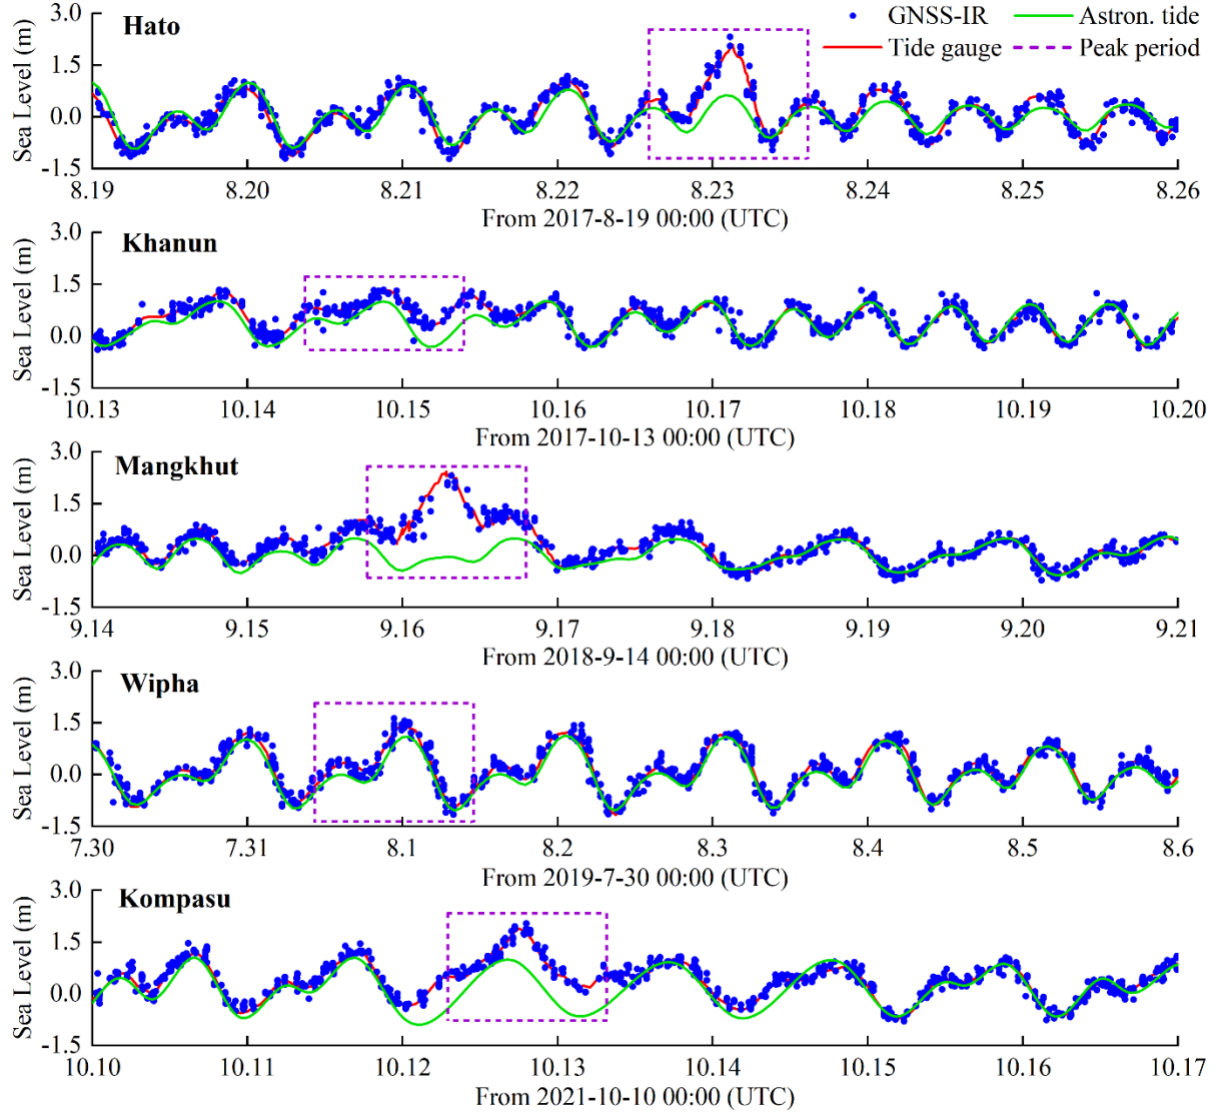 Hato
GNSS-IR
Astron. tide
Tide gauge
Peak period
Sea Level (m)
3.0
1.5
0.0
-1.5
8.19 8.20 8.21 8.22 8.23 8.24 8.25 8.26
From 2017-8-19 00:00 (UTC)
Khanun
Sea Level (m)
3.0
1.5
0.0
-1.5
10.13 10.14 10.15 10.16 10.17 10.18 10.19 10.20
From 2017-10-13 00:00 (UTC)
Mangkhut
Sea Level (m)
3.0
1.5
0.0
-1.5
9.14 9.15 9.16 9.17 9.18 9.19 9.20 9.21
From 2018-9-14 00:00 (UTC)
Wipha
Sea Level (m)
3.0
1.5
0.0
-1.5
7.30 7.31 8.1 8.2 8.3 8.4 8.5 8.6
From 2019-7-30 00:00 (UTC)
Kompasu
Sea Level (m)
3.0
1.5
0.0
-1.5
10.10 10.11 10.12 10.13 10.14 10.15 10.16 10.17
From 2021-10-10 00:00 (UTC)